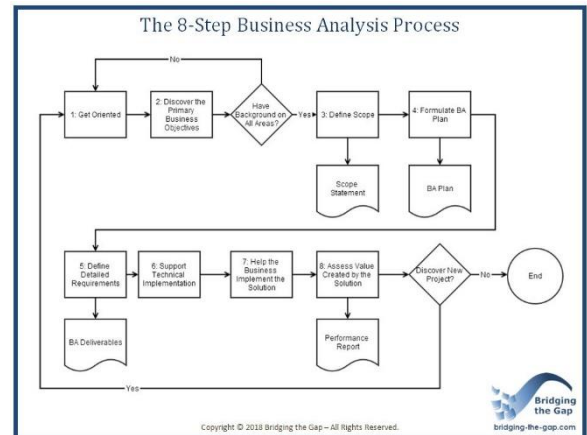 The 8-Step Business Analysis Process
No
1: Get Oriented
2: Discover the
Primary
Business
Objectives
Have
Background on
All Areas?
Yes
3: Define Scope
4: Formulate BA
Plan
Scope
Statement
BA Plan
5: Define
Detailed
Requirements
6: Support
Technical
Implementation
7: Help the
Business
Implement the
Solution
8: Assess Value
Created by the
Solution
Discover New
Project?
No
End
BA Deliverables
Performance
Report
Yes
Copyright © 2018 Bridging the Gap – All Rights Reserved.
Bridging
the Gap
bridging-the-gap.com